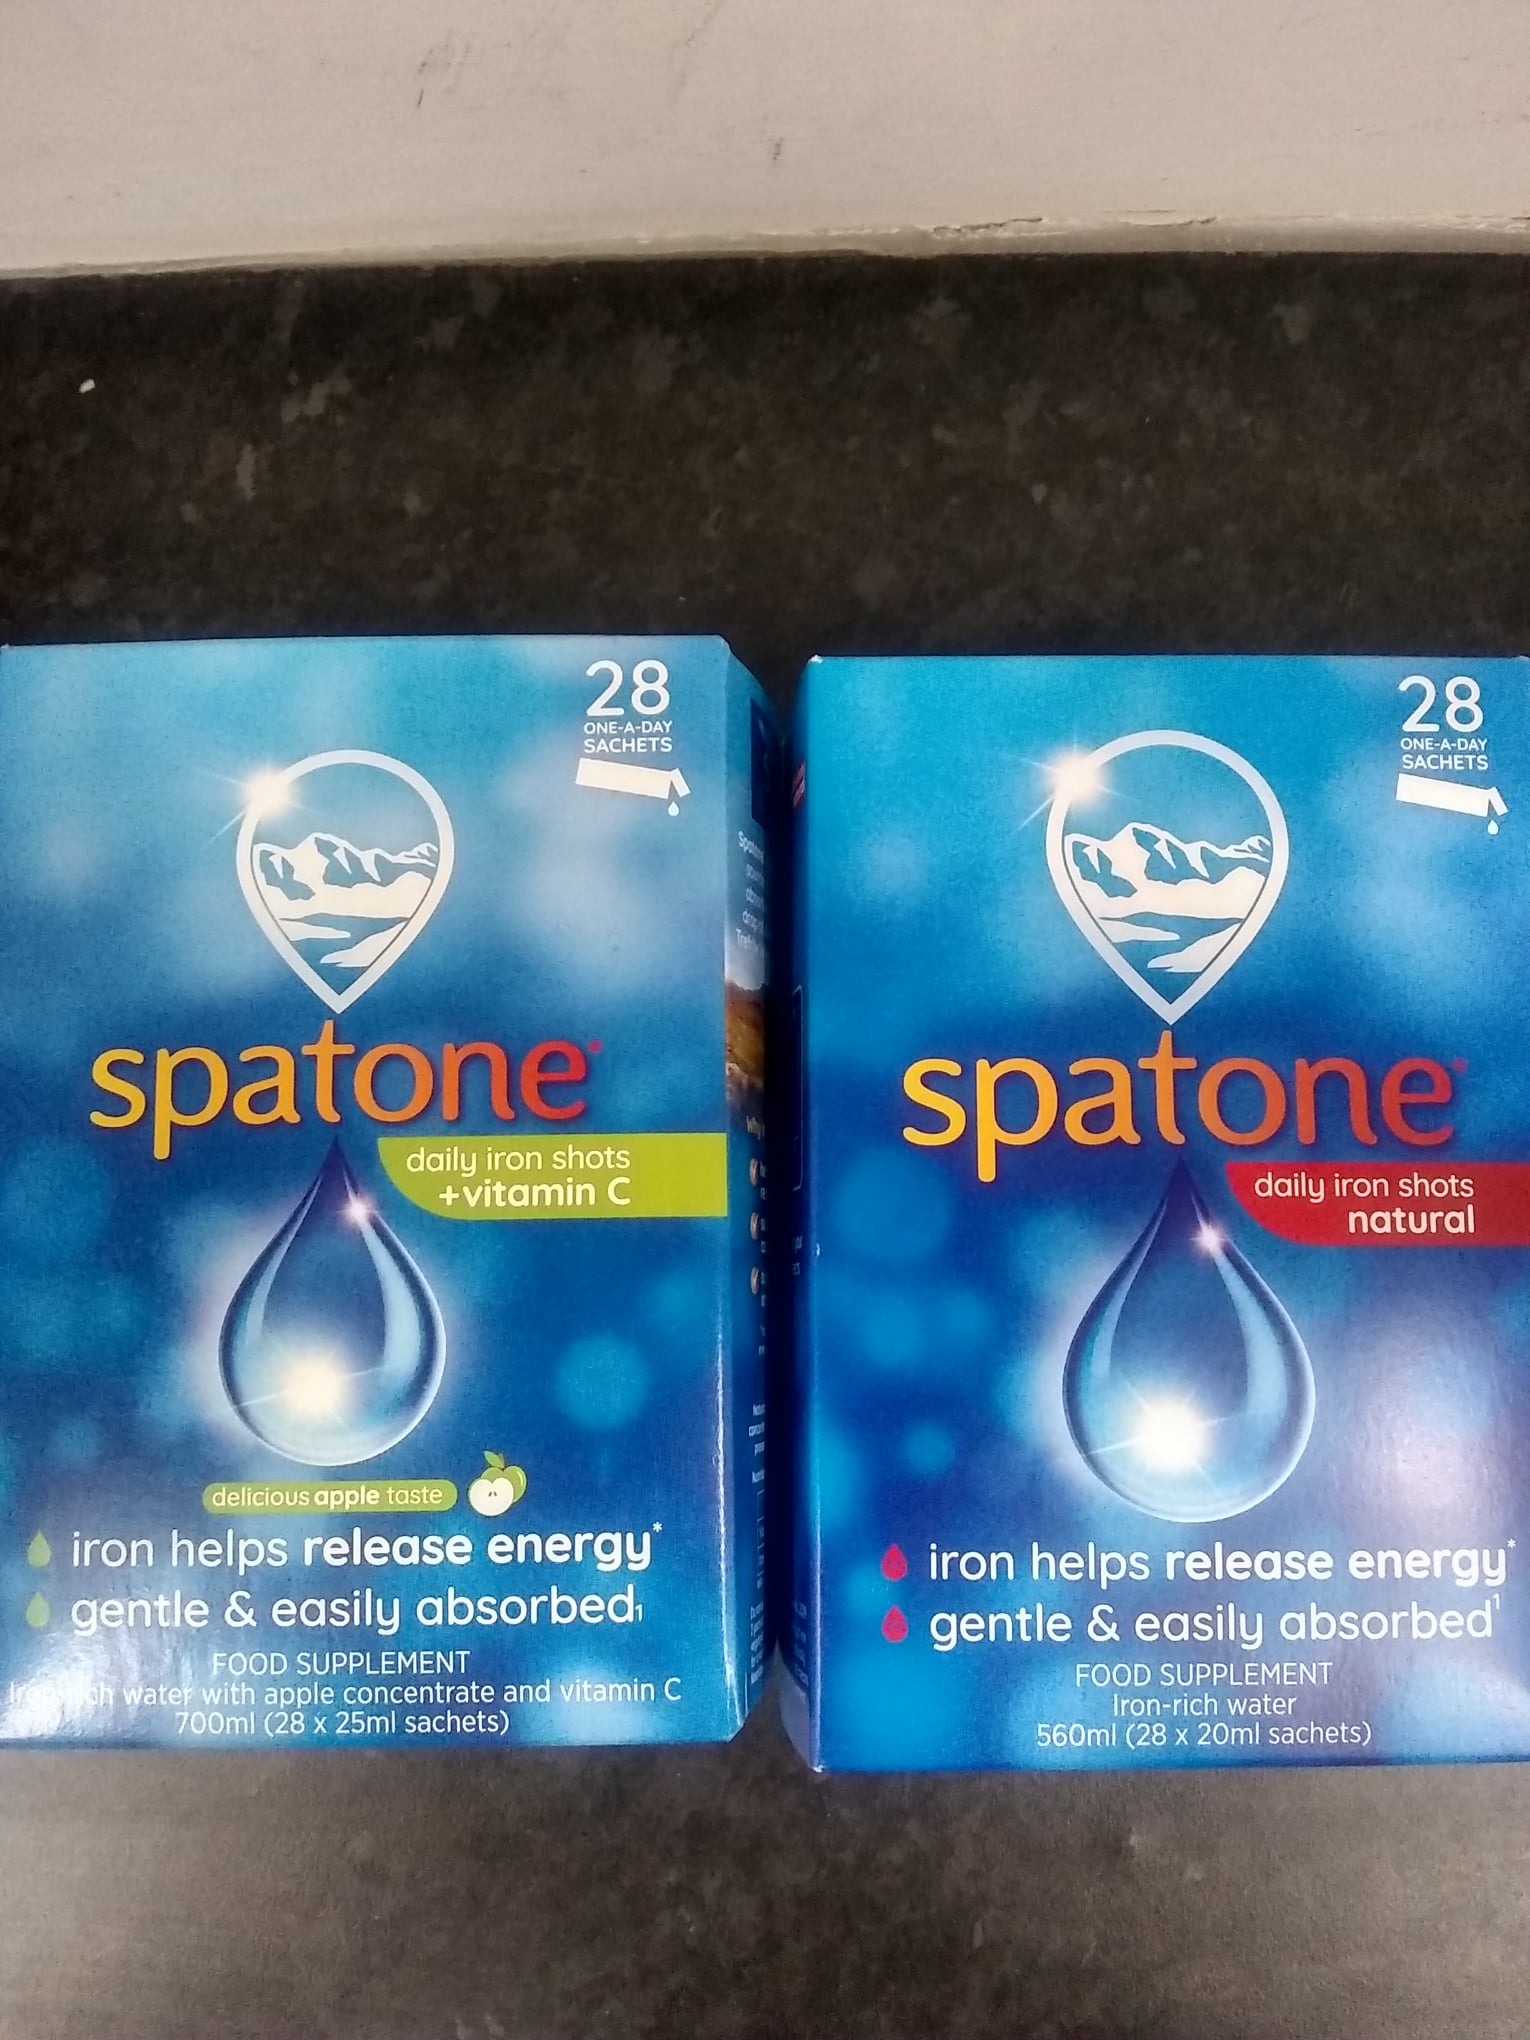 28
ONE-A-DAY
SACHETS
spatone
daily iron shots
+vitamin C
delicious apple taste
iron helps release energy*
gentle & easily absorbed1
FOOD SUPPLEMENT
Iron-rich water with apple concentrate and vitamin C
700ml (28 x 25ml sachets)
28
ONE-A-DAY
SACHETS
spatone
daily iron shots
natural
iron helps release energy*
gentle & easily absorbed1
FOOD SUPPLEMENT
Iron-rich water
560ml (28 x 20ml sachets)